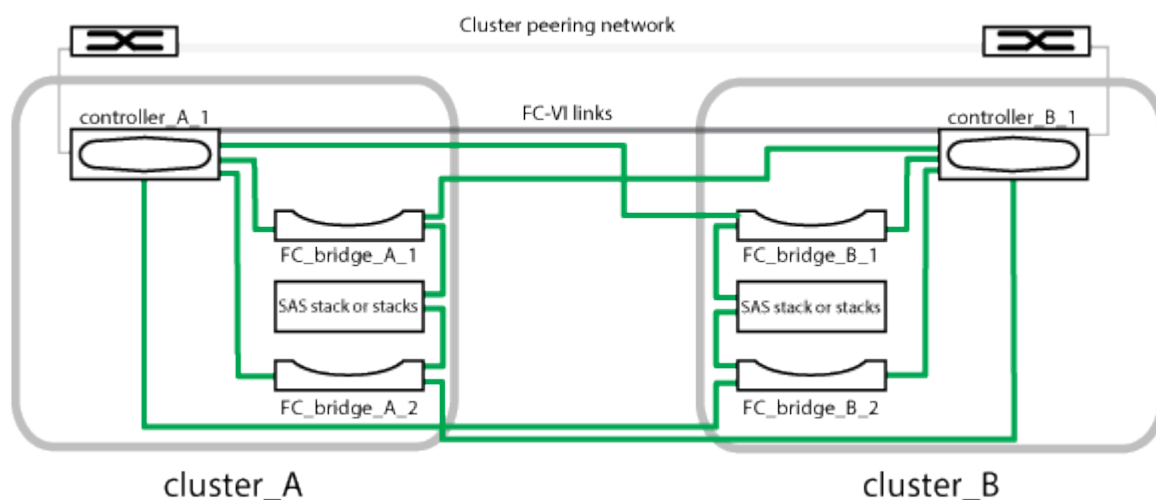 Cluster peering network
controller_A_1
FC-VI links
controller_B_1
FC_bridge_A_1
FC_bridge_B_1
SAS stack or stacks
SAS stack or stacks
FC_bridge_A_2
FC_bridge_B_2
cluster_A
cluster_B